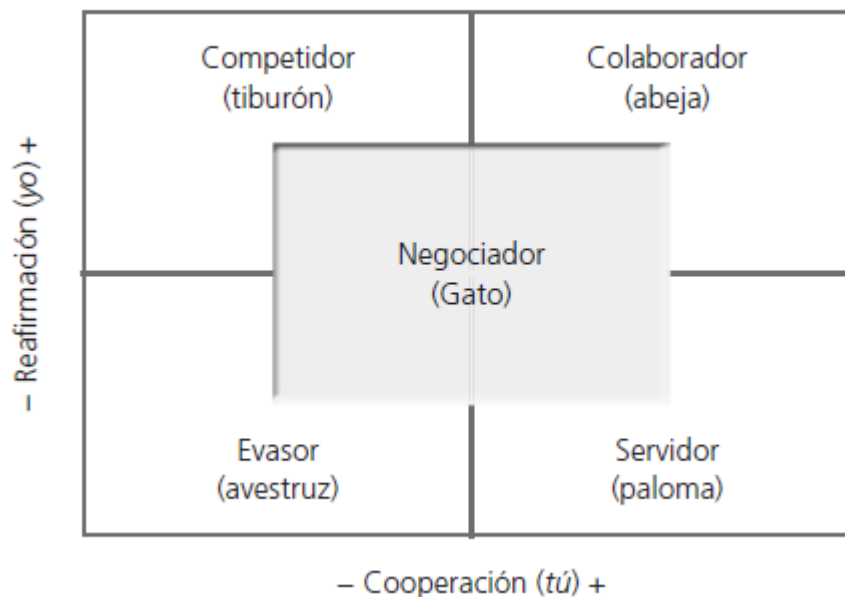 Competidor
(tiburón)
Colaborador
(abeja)
– Reafirmación (yo) +
Negociador
(Gato)
Evasor
(avestruz)
Servidor
(paloma)
– Cooperación (tú) +